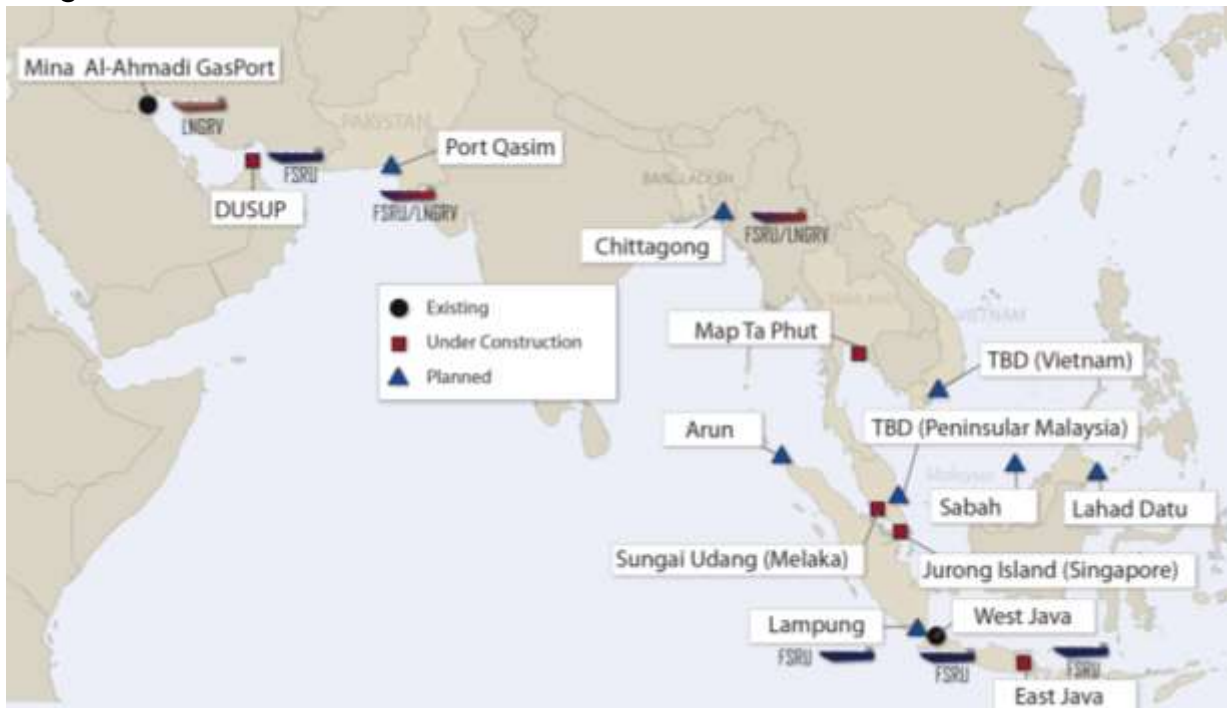 Mina Al-Ahmadi GasPort
LNGRV
PAKISTAN
Port Qasim
FSRU
DUSUP
FSRU/LNGRV
BANGLADESH
Chittagong
FSRU/LNGRV
Existing
Under Construction
Planned
Map Ta Phut
VIETNAM
TBD (Vietnam)
Arun
TBD (Peninsular Malaysia)
Malaysia
Sabah
Lahad Datu
Sungai Udang (Melaka)
Jurong Island (Singapore)
Lampung
West Java
FSRU
FSRU
FSRU
East Java